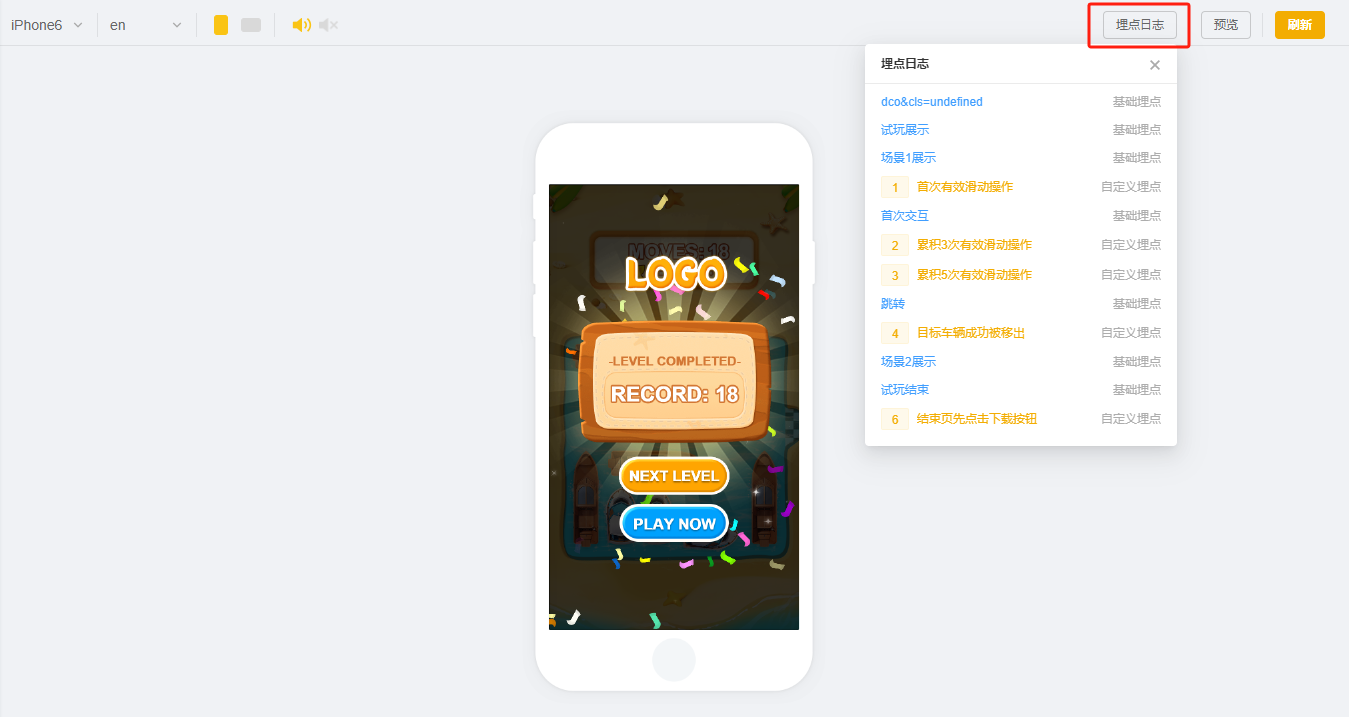 iPhone6
en
埋点日志
预览
刷新
埋点日志
dco&cls=undefined
基础埋点
试玩展示
基础埋点
场景1展示
基础埋点
1
首次有效滑动操作
自定义埋点
首次交互
基础埋点
2
累积3次有效滑动操作
自定义埋点
3
累积5次有效滑动操作
自定义埋点
跳转
基础埋点
4
目标车辆成功被移出
自定义埋点
场景2展示
基础埋点
试玩结束
基础埋点
6
结束页先点击下载按钮
自定义埋点
MOVES: 18
LOGO
-LEVEL COMPLETED-
RECORD: 18
NEXT LEVEL
PLAY NOW